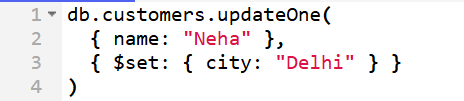 1 db.customers.updateOne(
2 { name: "Neha" },
3 { $set: { city: "Delhi" } }
4 )